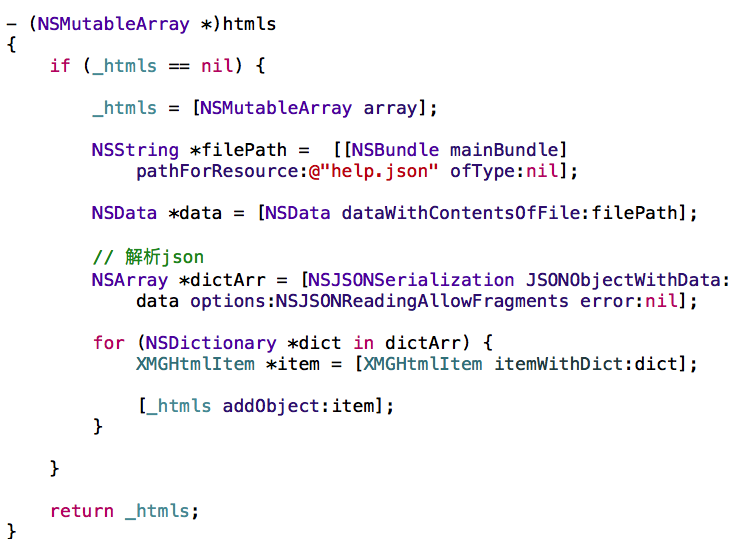 - (NSMutableArray *)htmls
{
    if (_htmls == nil) {
        _htmls = [NSMutableArray array];
        NSString *filePath =  [[NSBundle mainBundle]
            pathForResource:@"help.json" ofType:nil];
        NSData *data = [NSData dataWithContentsOfFile:filePath];
        // 解析json
        NSArray *dictArr = [NSJSONSerialization JSONObjectWithData:
            data options:NSJSONReadingAllowFragments error:nil];
        for (NSDictionary *dict in dictArr) {
            XMGHtmlItem *item = [XMGHtmlItem itemWithDict:dict];
            [_htmls addObject:item];
        }
    }
    return _htmls;
}